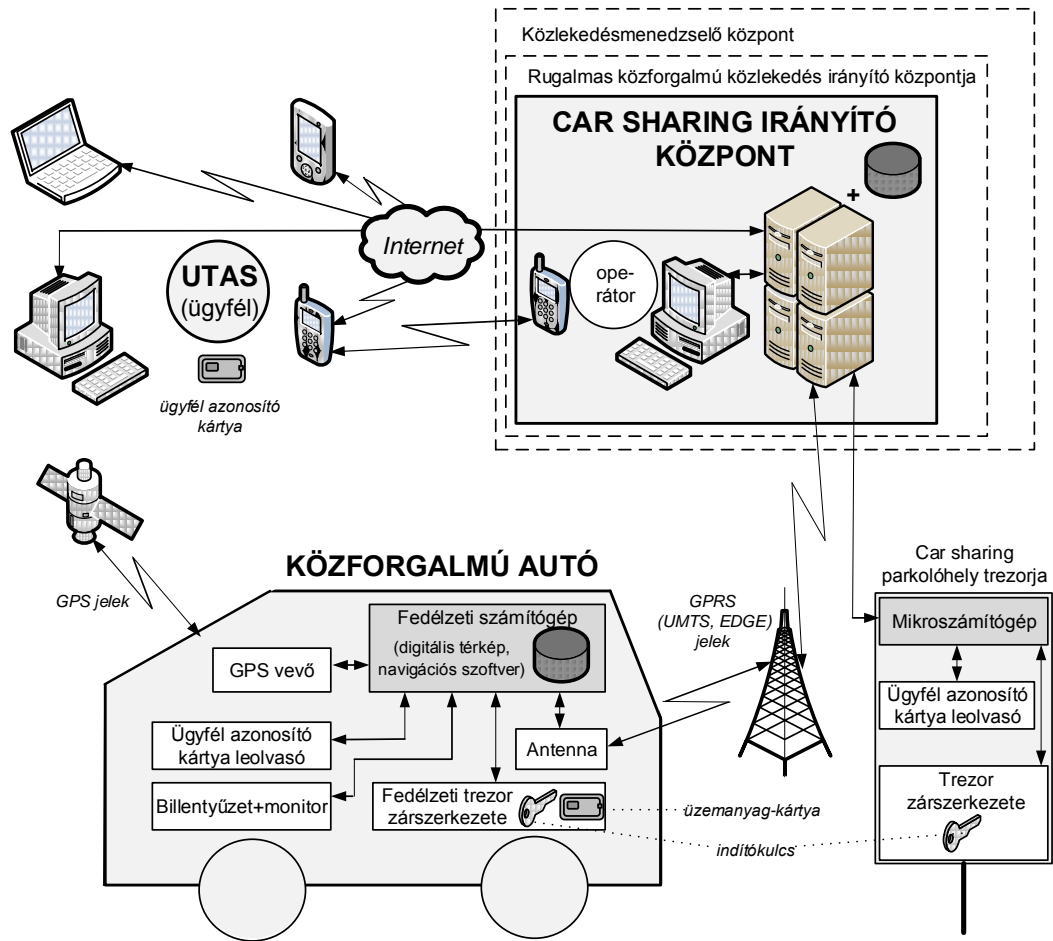 Közlekedésmenedzselő központ
Rugalmas közforgalmú közlekedés irányító központja
CAR SHARING IRÁNYÍTÓ
KÖZPONT
+
Internet
UTAS
(ügyfél)
ope-
rátor
ügyfél azonosító
kártya
GPS jelek
KÖZFORGALMÚ AUTÓ
Fedélzeti számítógép
(digitális térkép,
navigációs szoftver)
GPS vevő
Ügyfél azonosító
kártya leolvasó
Antenna
Billentyűzet+monitor
Fedélzeti trezor
zárszerkezete
GPRS
(UMTS, EDGE)
jelek
üzemanyag-kártya
indítókulcs
Car sharing
parkolóhely trezorja
Mikroszámítógép
Ügyfél azonosító
kártya leolvasó
Trezor
zárszerkezete